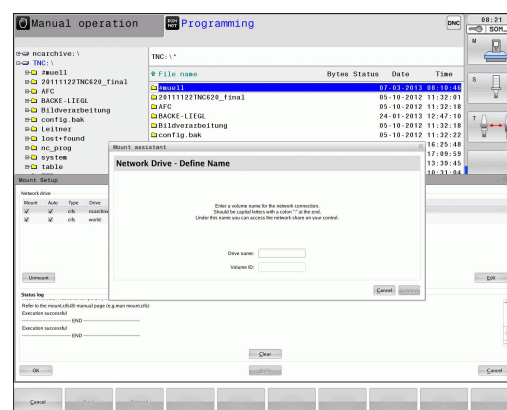 Manual operation
Programming
DNC
08:21
SOM_
ncarchive:\
TNC:\
#muell
20111122TNC620_final
AFC
BACKE-LIEGL
Bildverarbeitung
config.bak
Leitner
lost+found
nc_prog
system
table
TNC:\*
File name Bytes Status Date Time
#muell 07-03-2013 08:10:46
20111122TNC620_final 05-10-2012 11:32:01
AFC 05-10-2012 11:32:18
BACKE-LIEGL 24-01-2013 12:47:10
Bildverarbeitung 05-10-2012 11:32:18
config.bak 05-10-2012 11:32:22
16:25:48
17:09:59
13:39:45
10:31:04
M
S
T
Mount Setup
Network drive
Mount Auto Type Drive
cifs ncarchive
cifs world:
Unmount
Edit
Mount assistant
Network Drive - Define Name
Enter a volume name for the network connection.
Should be capital letters with a colon ":" at the end.
Under this name you can access the network share on your control.
Drive name:
Volume ID:
Cancel
Status log
Refer to the mount.cifs(8) manual page (e.g.man mount.cifs)
Execution successful
END
Execution successful
END
Clear
OK
Apply
Cancel
Cancel